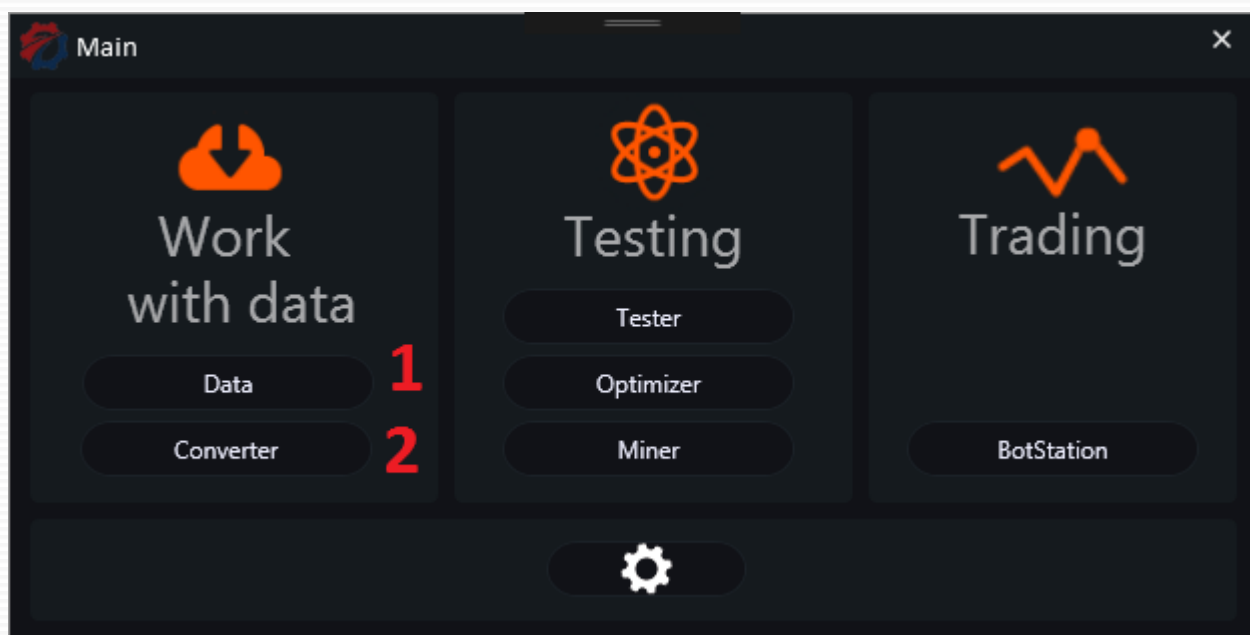 Main
Work
with data
Data
1
Converter
2
Testing
Tester
Optimizer
Miner
Trading
BotStation